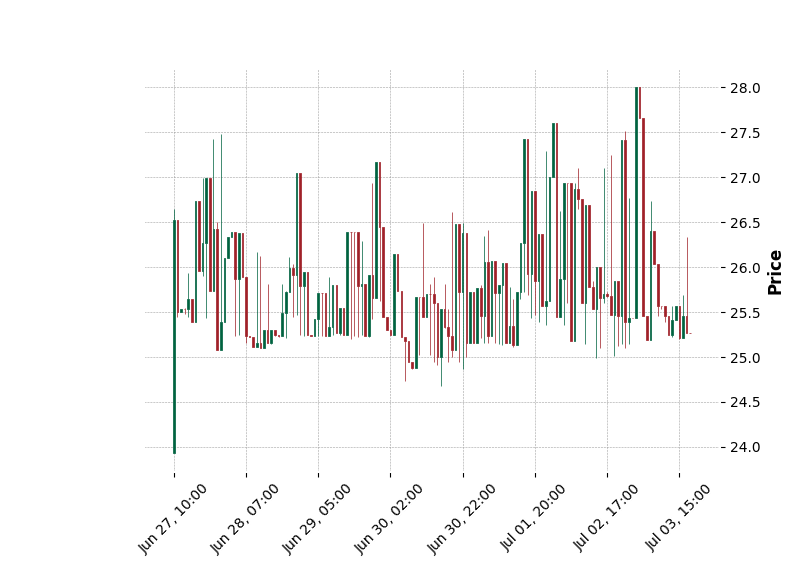 28.0
27.5
27.0
26.5
26.0
25.5
25.0
24.5
24.0
Price
Jun 27, 10:00
Jun 28, 07:00
Jun 29, 05:00
Jun 30, 02:00
Jun 30, 22:00
Jul 01, 20:00
Jul 02, 17:00
Jul 03, 15:00